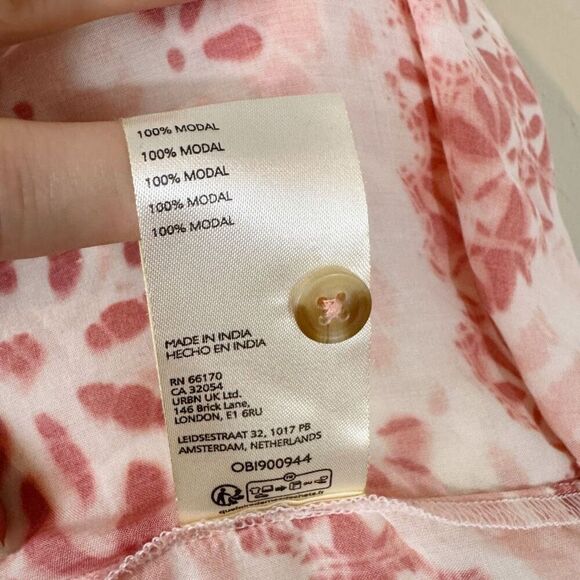 100% MODAL
100% MODAL
100% MODAL
100% MODAL
100% MODAL
MADE IN INDIA
HECHO EN INDIA
RN 66170
CA 32054
URBN UK Ltd.
146 Brick Lane,
LONDON, E1 6RU
LEIDSESTRAAT 32, 1017 PB
AMSTERDAM, NETHERLANDS
OBI900944
FR